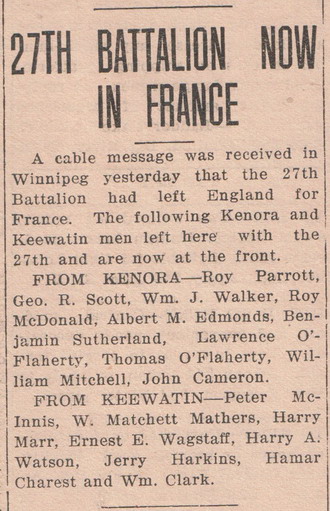 27TH BATTALION NOW
IN FRANCE
A cable message was received in
Winnipeg yesterday that the 27th
Battalion had left England for
France. The following Kenora and
Keewatin men left here with the
27th and are now at the front.
FROM KENORA—Roy Parrott,
Geo. R. Scott, Wm. J. Walker, Roy
McDonald, Albert M. Edmonds, Ben-
jamin Sutherland, Lawrence O'-
Flaherty, Thomas O'Flaherty, Wil-
liam Mitchell, John Cameron.
FROM KEEWATIN—Peter Mc-
Innis, W. Matchett Mathers, Harry
Marr, Ernest E. Wagstaff, Harry A.
Watson, Jerry Harkins, Hamar
Charest and Wm. Clark.